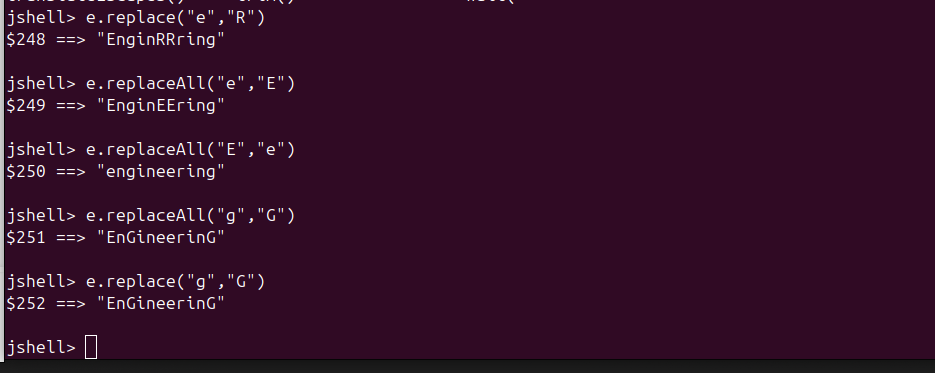 jshell> e.replace("e","R")
$248 ==> "EnginRRring"
jshell> e.replaceAll("e","E")
$249 ==> "EnginEEring"
jshell> e.replaceAll("E","e")
$250 ==> "engineering"
jshell> e.replaceAll("g","G")
$251 ==> "EnGineerinG"
jshell> e.replace("g","G")
$252 ==> "EnGineerinG"
jshell>